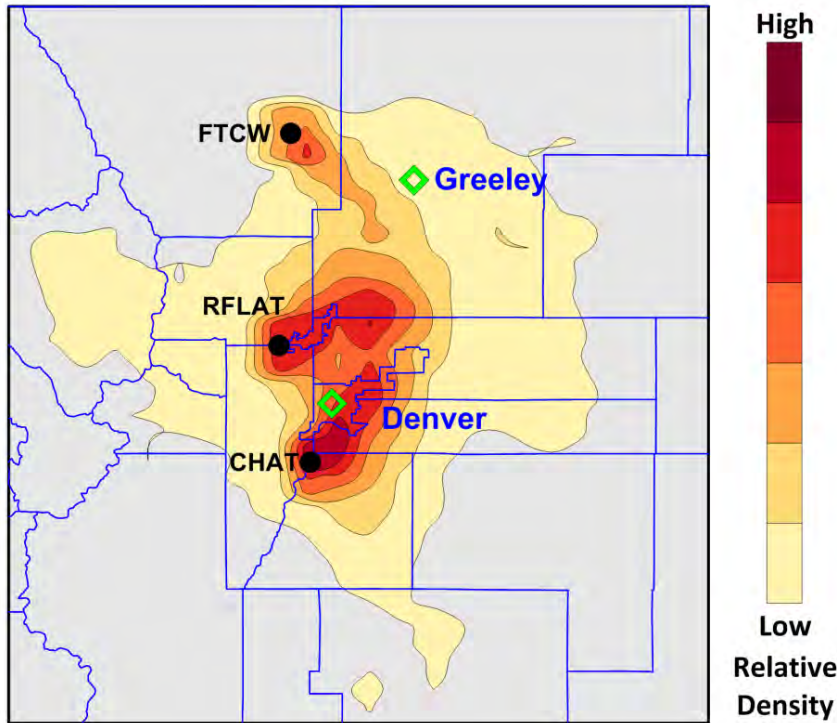 High
FTCW
Greeley
RFLAT
Denver
CHAT
Low
Relative
Density